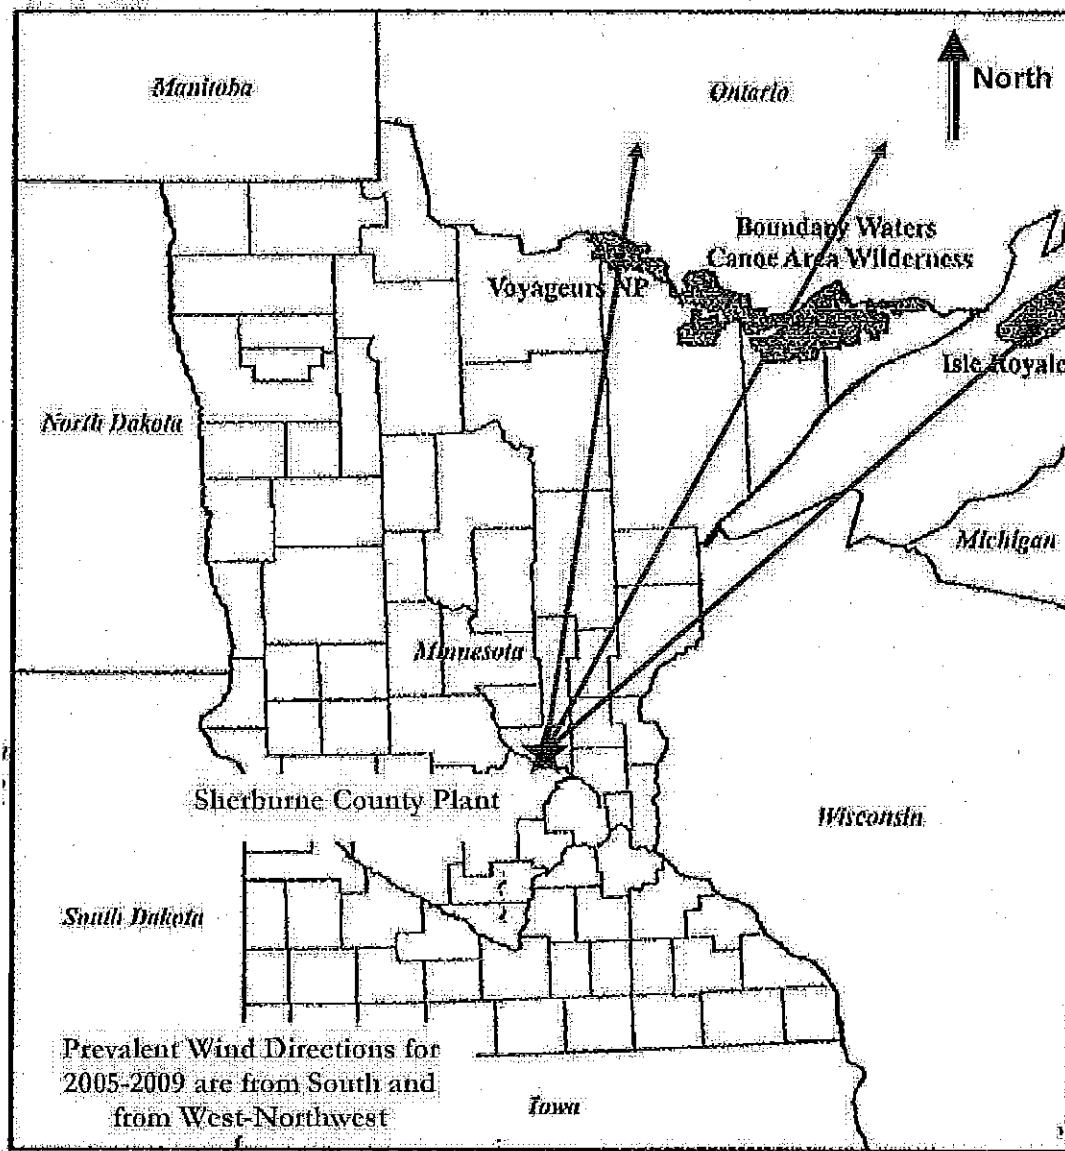 Manitoba
Ontario
North
Boundary Waters
Canoe Area Wilderness
Voyageurs NP
Isle Royale
North Dakota
Michigan
Minnesota
Sherburne County Plant
Wisconsin
South Dakota
Prevalent Wind Directions for
2005-2009 are from South and
from West-Northwest
Iowa